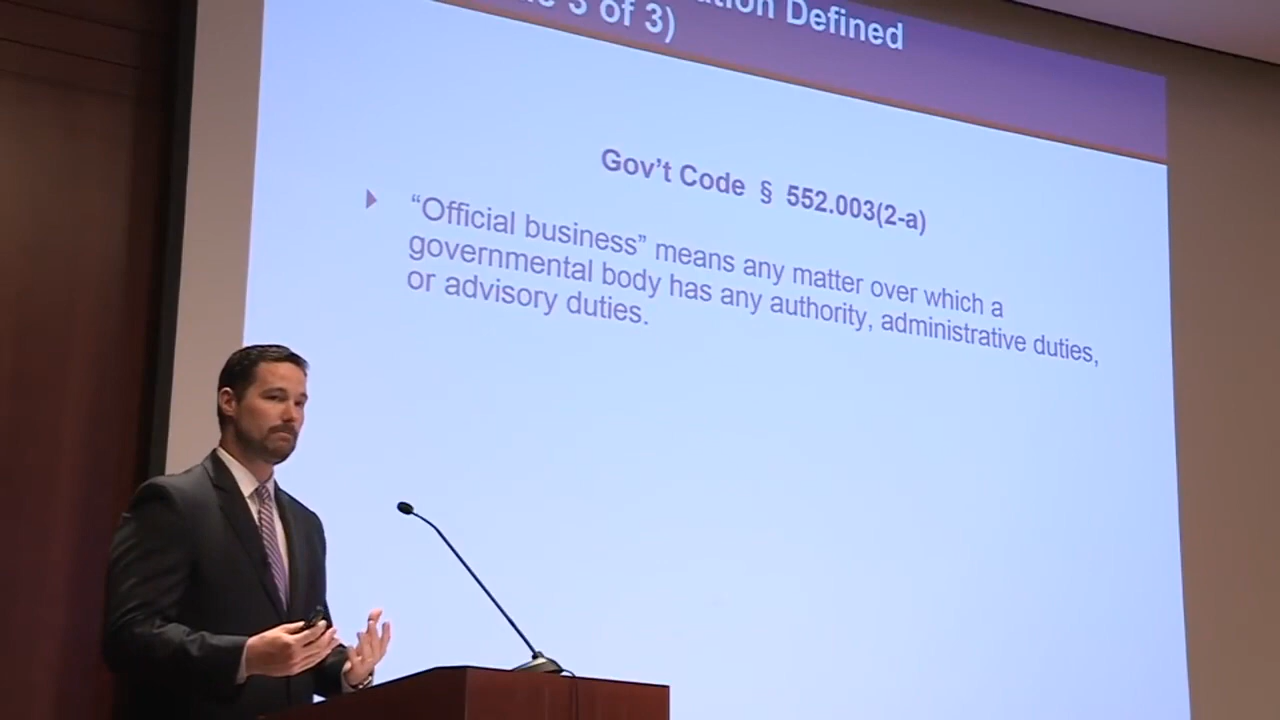 Defined
3 of 3)
Gov’t Code § 552.003(2-a)
“Official business” means any matter over which a
governmental body has any authority, administrative duties,
or advisory duties.